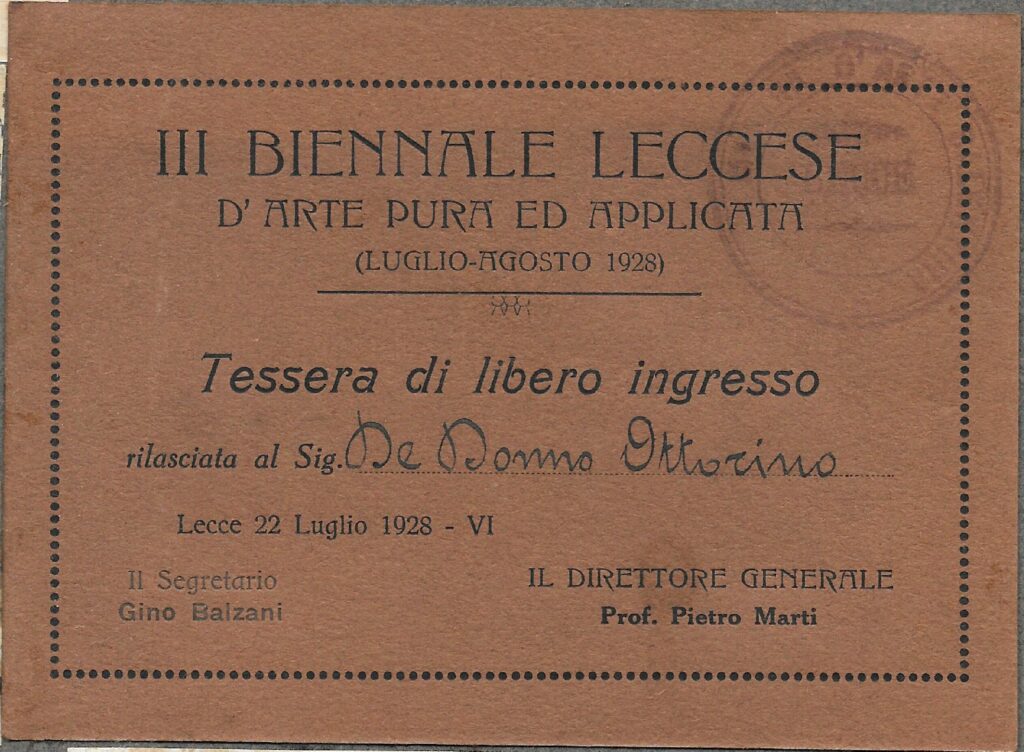 III BIENNALE LECCESE
D' ARTE PURA ED APPLICATA
(LUGLIO-AGOSTO 1928)
Tessera di libero ingresso
rilasciata al Sig. De Donno Ottorino
Lecce 22 Luglio 1928 - VI
Il Segretario
Gino Balzani
IL DIRETTORE GENERALE
Prof. Pietro Marti